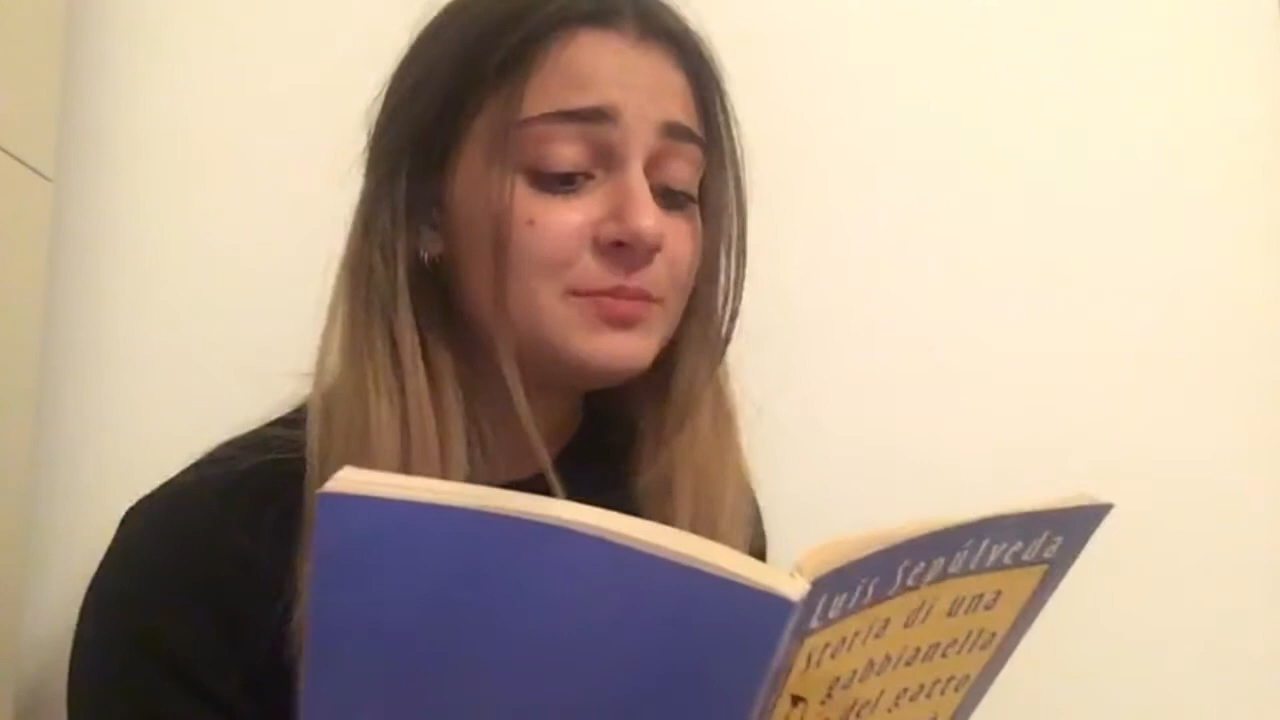 Luis Sepúlveda
Storia di una
gabbianella
e del gatto